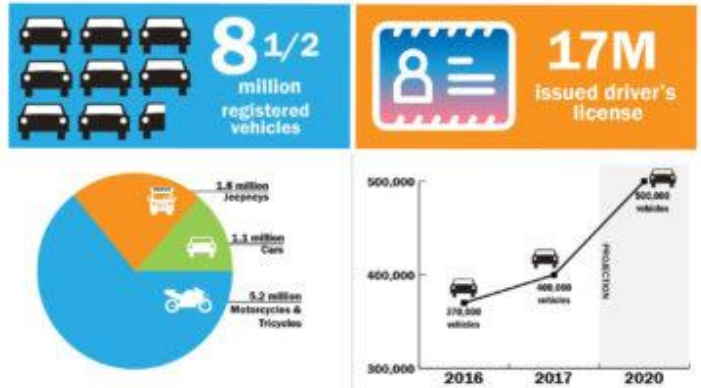 8 1/2
million
registered
vehicles
17M
issued driver's
license
1.8 million
Jeepneys
1.1 million
Cars
5.2 million
Motorcycles &
Tricycles
500,000
400,000
300,000
370,000
vehicles
400,000
vehicles
500,000
vehicles
PROJECTION
2016
2017
2020